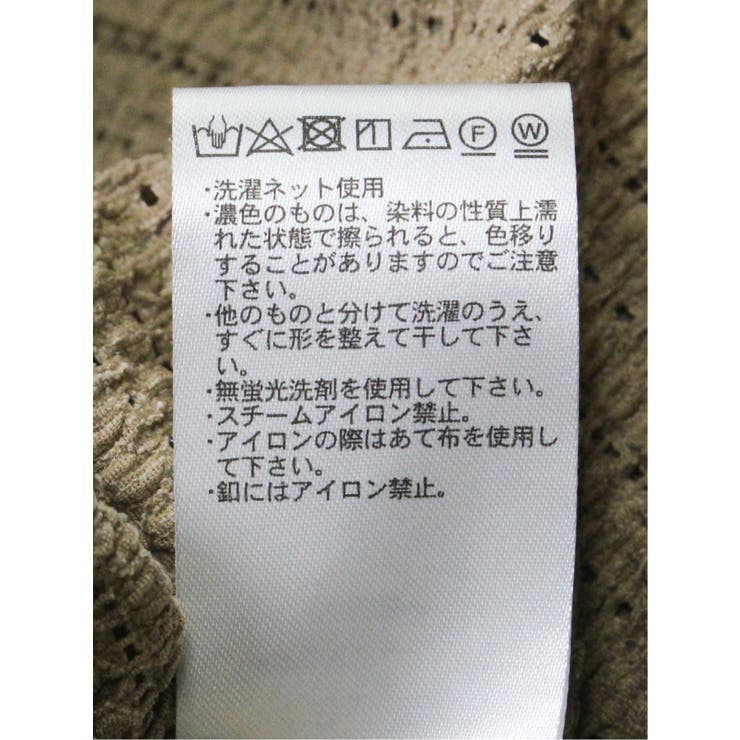 F W
・洗濯ネット使用
・濃色のものは、染料の性質上濡
れた状態で擦られると、色移り
することがありますのでご注意
下さい。
・他のものと分けて洗濯のうえ、
すぐに形を整えて干して下さ
い。
・無蛍光洗剤を使用して下さい。
・スチームアイロン禁止。
・アイロンの際はあて布を使用し
て下さい。
・釦にはアイロン禁止。